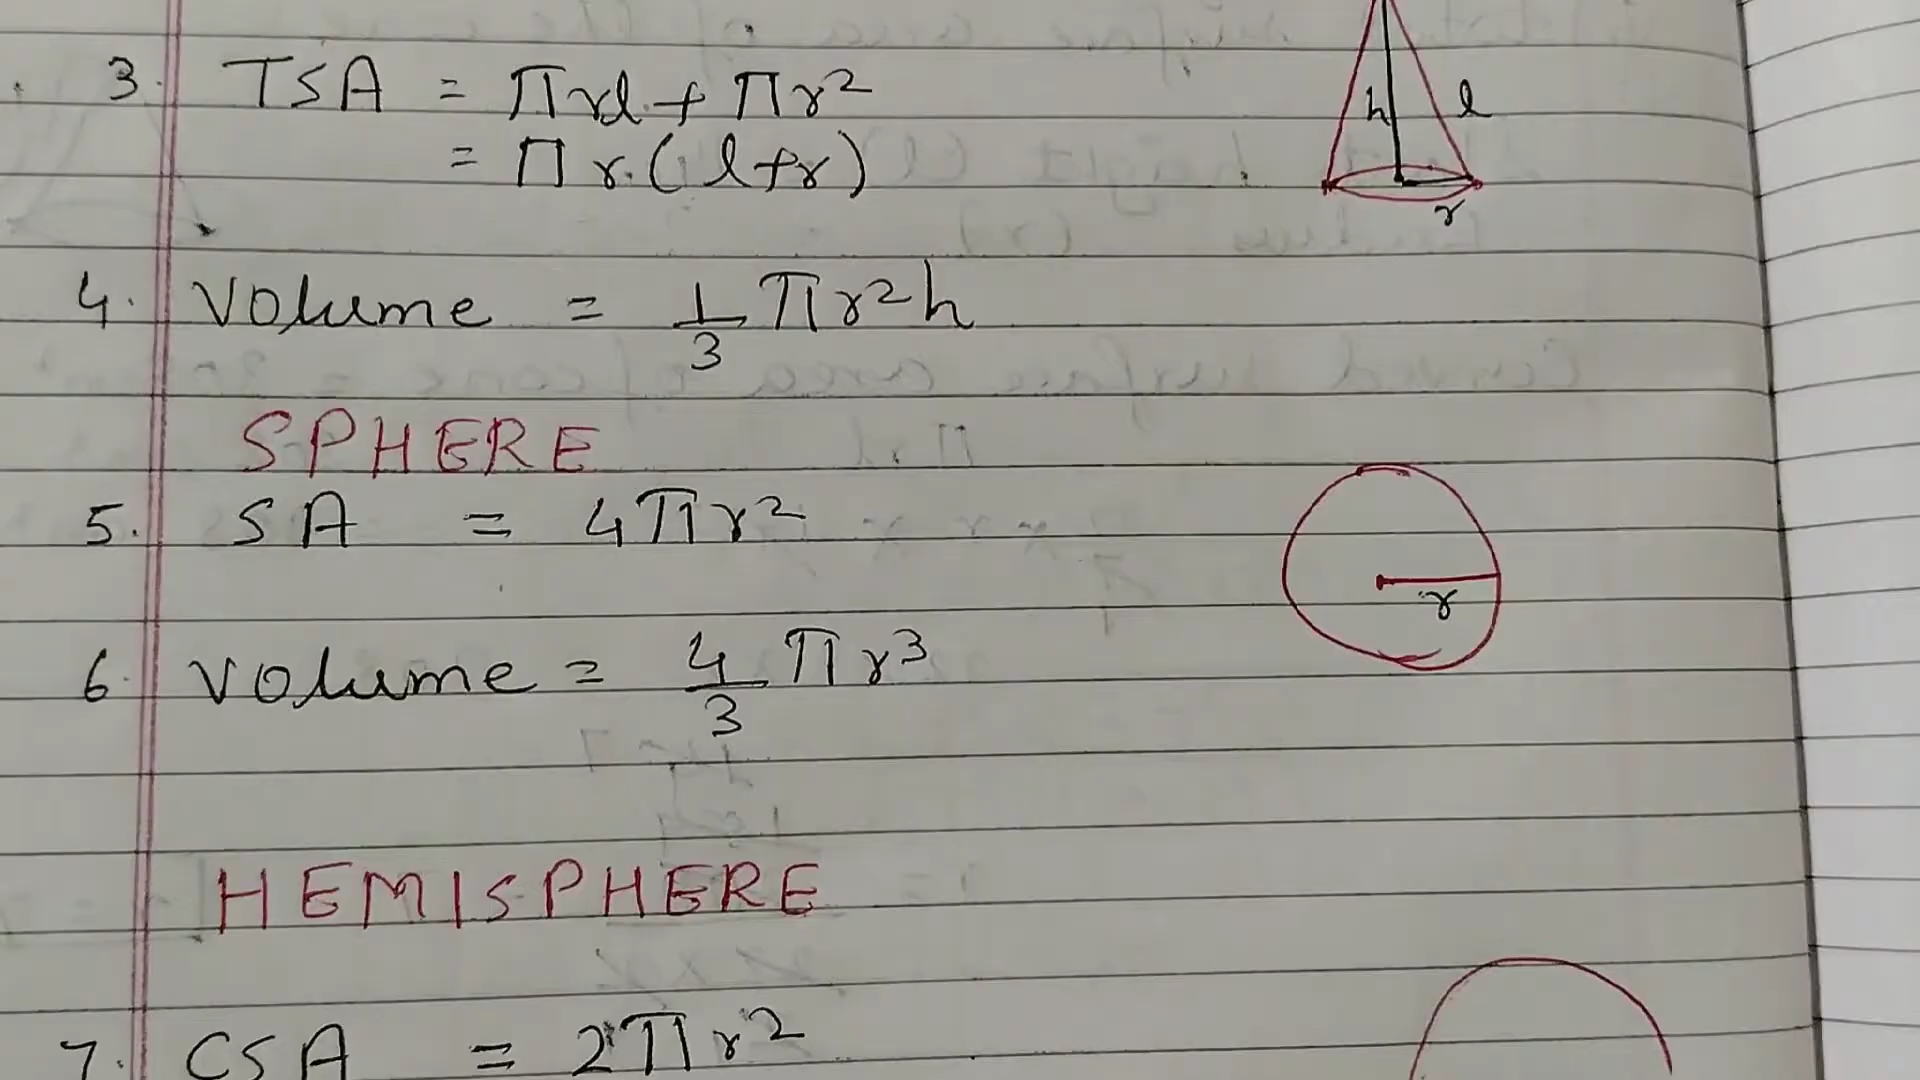 3. TSA = πrl + πr²
= πr(l+r)
h
l
r
4. Volume = 1/3 πr²h
SPHERE
5. SA = 4πr²
r
6. Volume = 4/3 πr³
HEMISPHERE
7. CSA = 2πr²